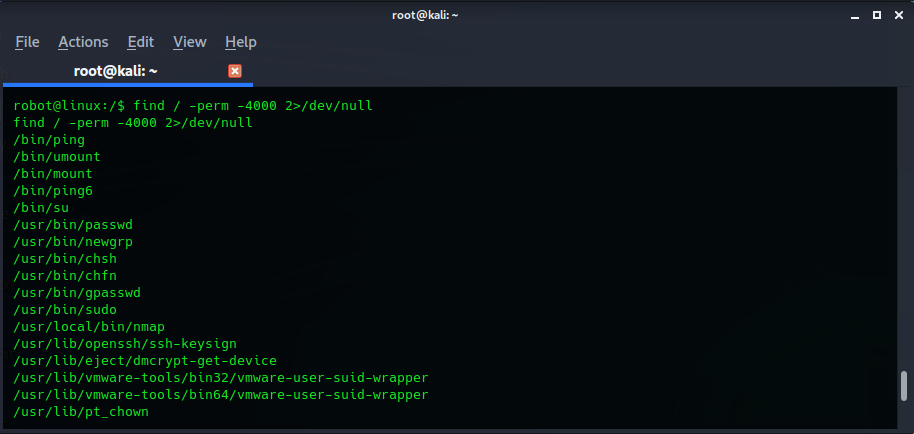 root@kali: ~
File Actions Edit View Help
root@kali: ~
robot@linux:/$ find / -perm -4000 2>/dev/null
find / -perm -4000 2>/dev/null
/bin/ping
/bin/umount
/bin/mount
/bin/ping6
/bin/su
/usr/bin/passwd
/usr/bin/newgrp
/usr/bin/chsh
/usr/bin/chfn
/usr/bin/gpasswd
/usr/bin/sudo
/usr/local/bin/nmap
/usr/lib/openssh/ssh-keysign
/usr/lib/eject/dmcrypt-get-device
/usr/lib/vmware-tools/bin32/vmware-user-suid-wrapper
/usr/lib/vmware-tools/bin64/vmware-user-suid-wrapper
/usr/lib/pt_chown